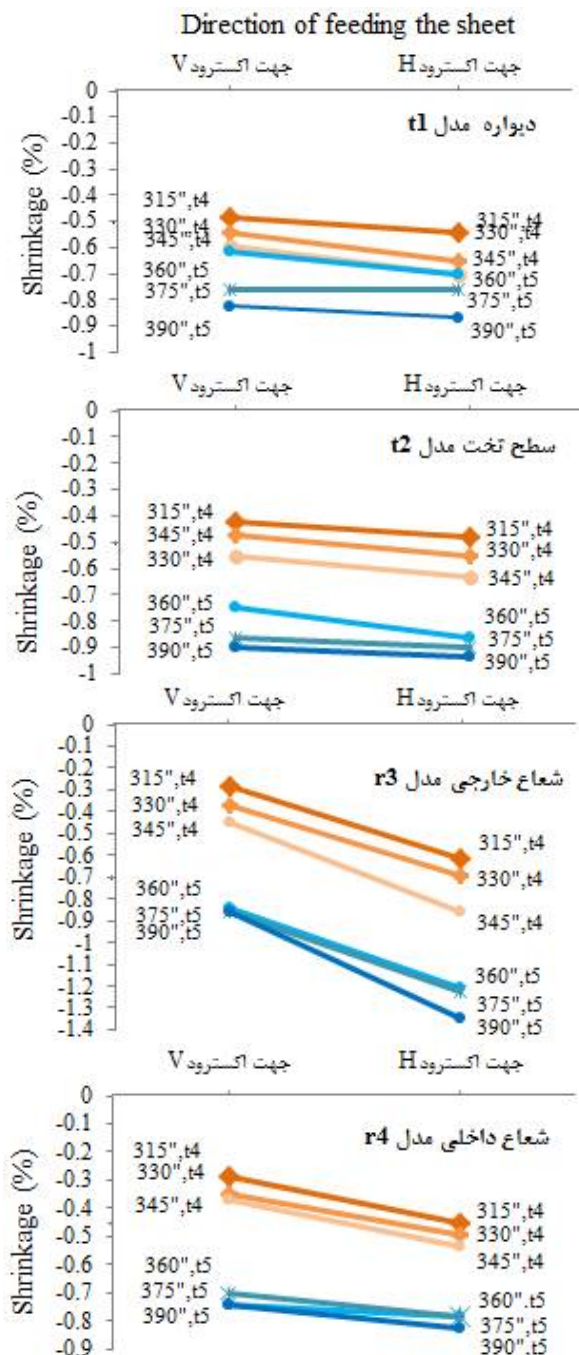 Direction of feeding the sheet
جهت اکسترود V
جهت اکسترود H
Shrinkage (%)
0
-0.1
-0.2
-0.3
-0.4
-0.5
-0.6
-0.7
-0.8
-0.9
-1
دیواره مدل t1
315",t4
330",t4
345",t4
360",t5
375",t5
390",t5
315",t4
330",t4
345",t4
360",t5
375",t5
390",t5
جهت اکسترود V
جهت اکسترود H
Shrinkage (%)
0
-0.1
-0.2
-0.3
-0.4
-0.5
-0.6
-0.7
-0.8
-0.9
-1
سطح تخت مدل t2
315",t4
345",t4
330",t4
360",t5
375",t5
390",t5
315",t4
330",t4
345",t4
360",t5
375",t5
390",t5
جهت اکسترود V
جهت اکسترود H
Shrinkage (%)
0
-0.1
-0.2
-0.3
-0.4
-0.5
-0.6
-0.7
-0.8
-0.9
-1
-1.1
-1.2
-1.3
-1.4
شعاع خارجی مدل r3
315",t4
330",t4
345",t4
360",t5
375",t5
390",t5
315",t4
330",t4
345",t4
360",t5
375",t5
390",t5
جهت اکسترود V
جهت اکسترود H
Shrinkage (%)
0
-0.1
-0.2
-0.3
-0.4
-0.5
-0.6
-0.7
-0.8
-0.9
شعاع داخلی مدل r4
315",t4
330",t4
345",t4
360",t5
375",t5
390",t5
315",t4
330",t4
345",t4
360".t5
375",t5
390",t5